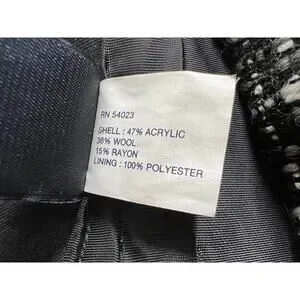 RN 54023
SHELL : 47% ACRYLIC
38% WOOL
15% RAYON
LINING : 100% POLYESTER